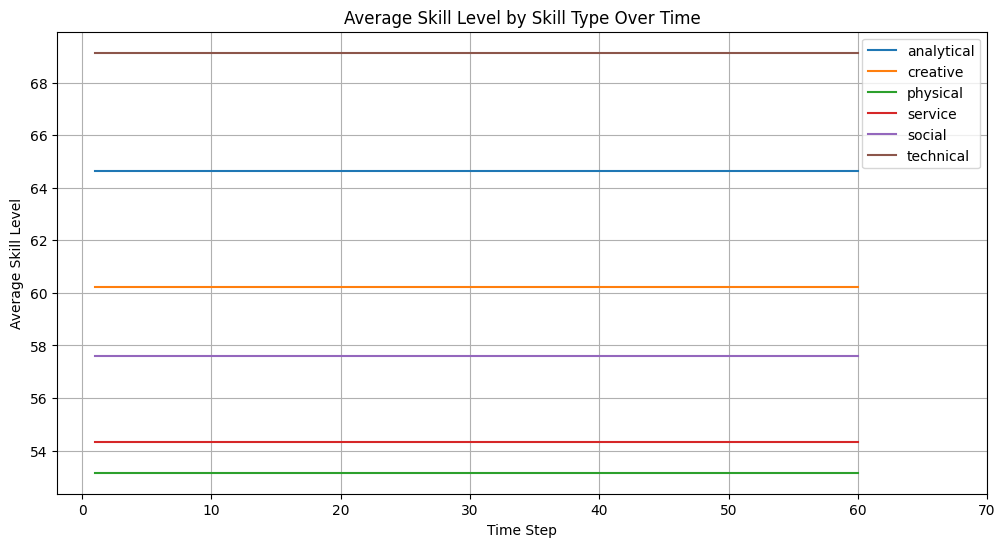 Average Skill Level by Skill Type Over Time
Average Skill Level
68
66
64
62
60
58
56
54
0 10 20 30 40 50 60 70
Time Step
analytical
creative
physical
service
social
technical